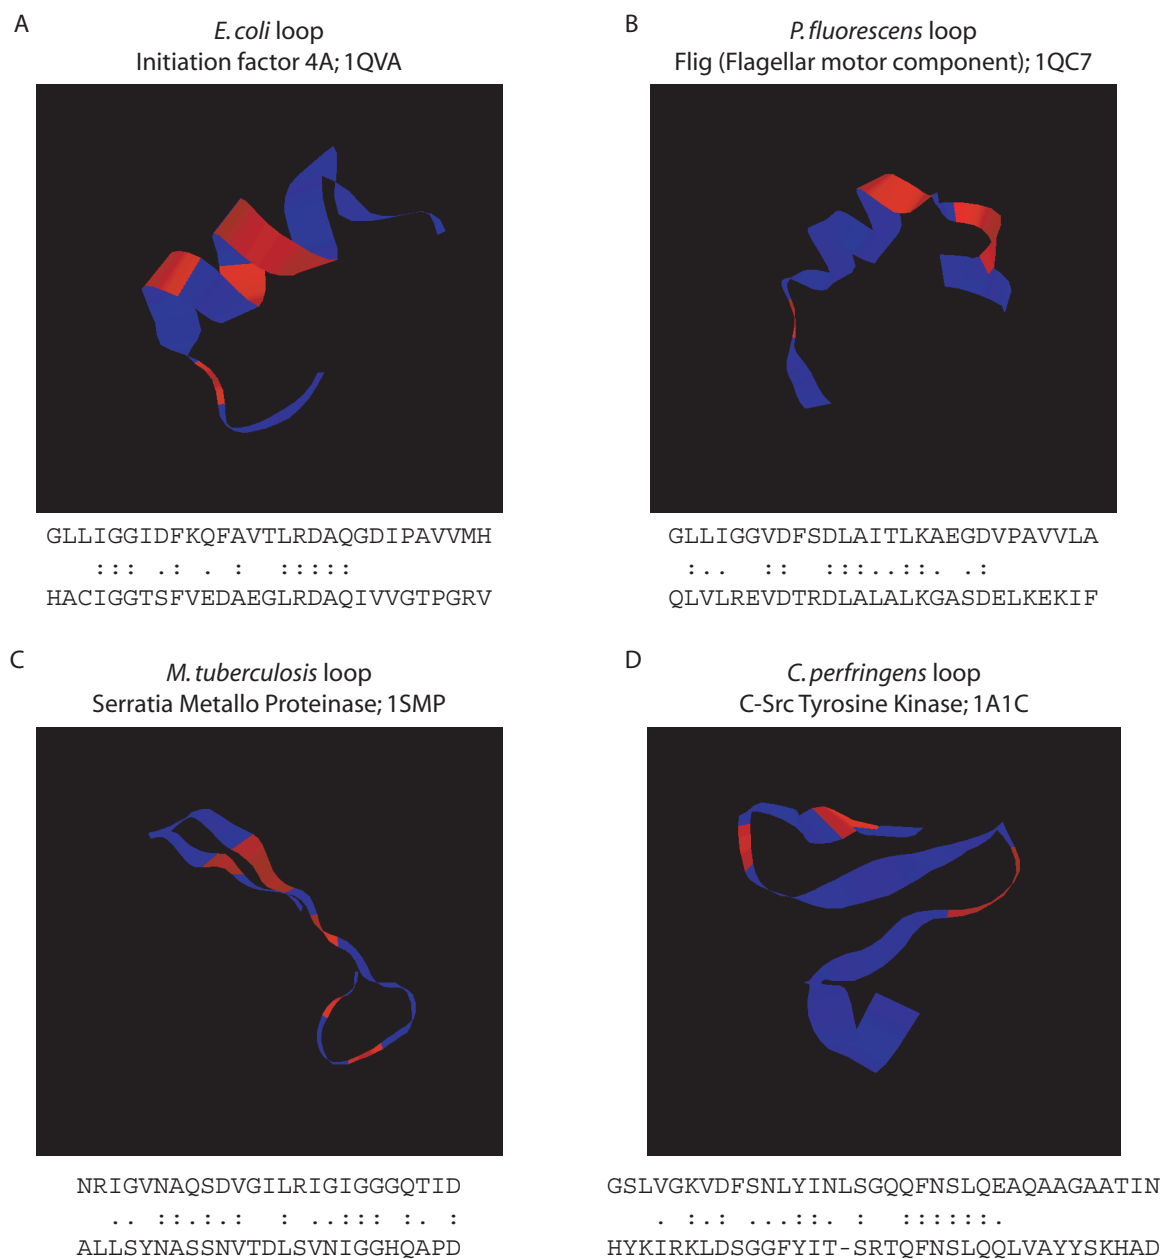 A
E. coli loop
Initiation factor 4A; 1QVA
GLLIGGIDFKQFAVTLRDAQGDIPAVVMH
::: .: . : :::::
HACIGGTSFVEDAEGLRDAQIVVGTPGRV
B
P. fluorescens loop
Flig (Flagellar motor component); 1QC7
GLLIGGVDFSDLAITLKAEGDVPAVVLA
:.. :: :::..::. .:
QLVLREVDTRDLALALKGASDELKEKIF
C
M. tuberculosis loop
Serratia Metallo Proteinase; 1SMP
NRIGVNAQSDVGILRIGIGGGQTID
.. ::.:.: : ..::: :. :
ALLSYNASSNVTDLSVNIGGHQAPD
D
C. perfringens loop
C-Src Tyrosine Kinase; 1A1C
GSLVGKVDFSNLYINLSGQQFNSLQEAQAAGAATIN
. :.: ...::. : ::::::.
HYKIRKLDSGGFYIT-SRTQFNSLQQLVAYYSKHAD